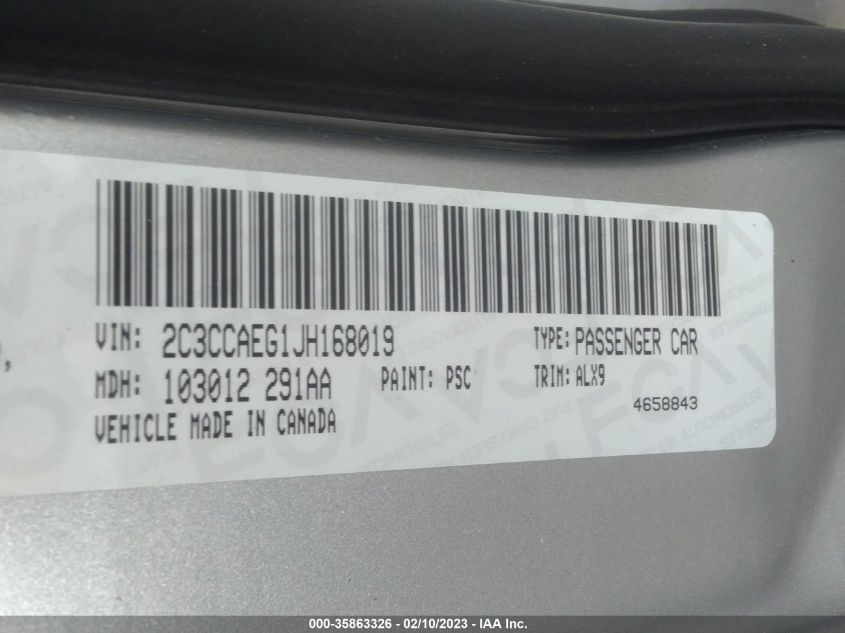 VIN: 2C3CCAEG1JH168019 TYPE: PASSENGER CAR
MDH: 103012 291AA PAINT: PSC TRIM: ALX9
4658843
VEHICLE MADE IN CANADA
000-35863326 - 02/10/2023 - IAA Inc.